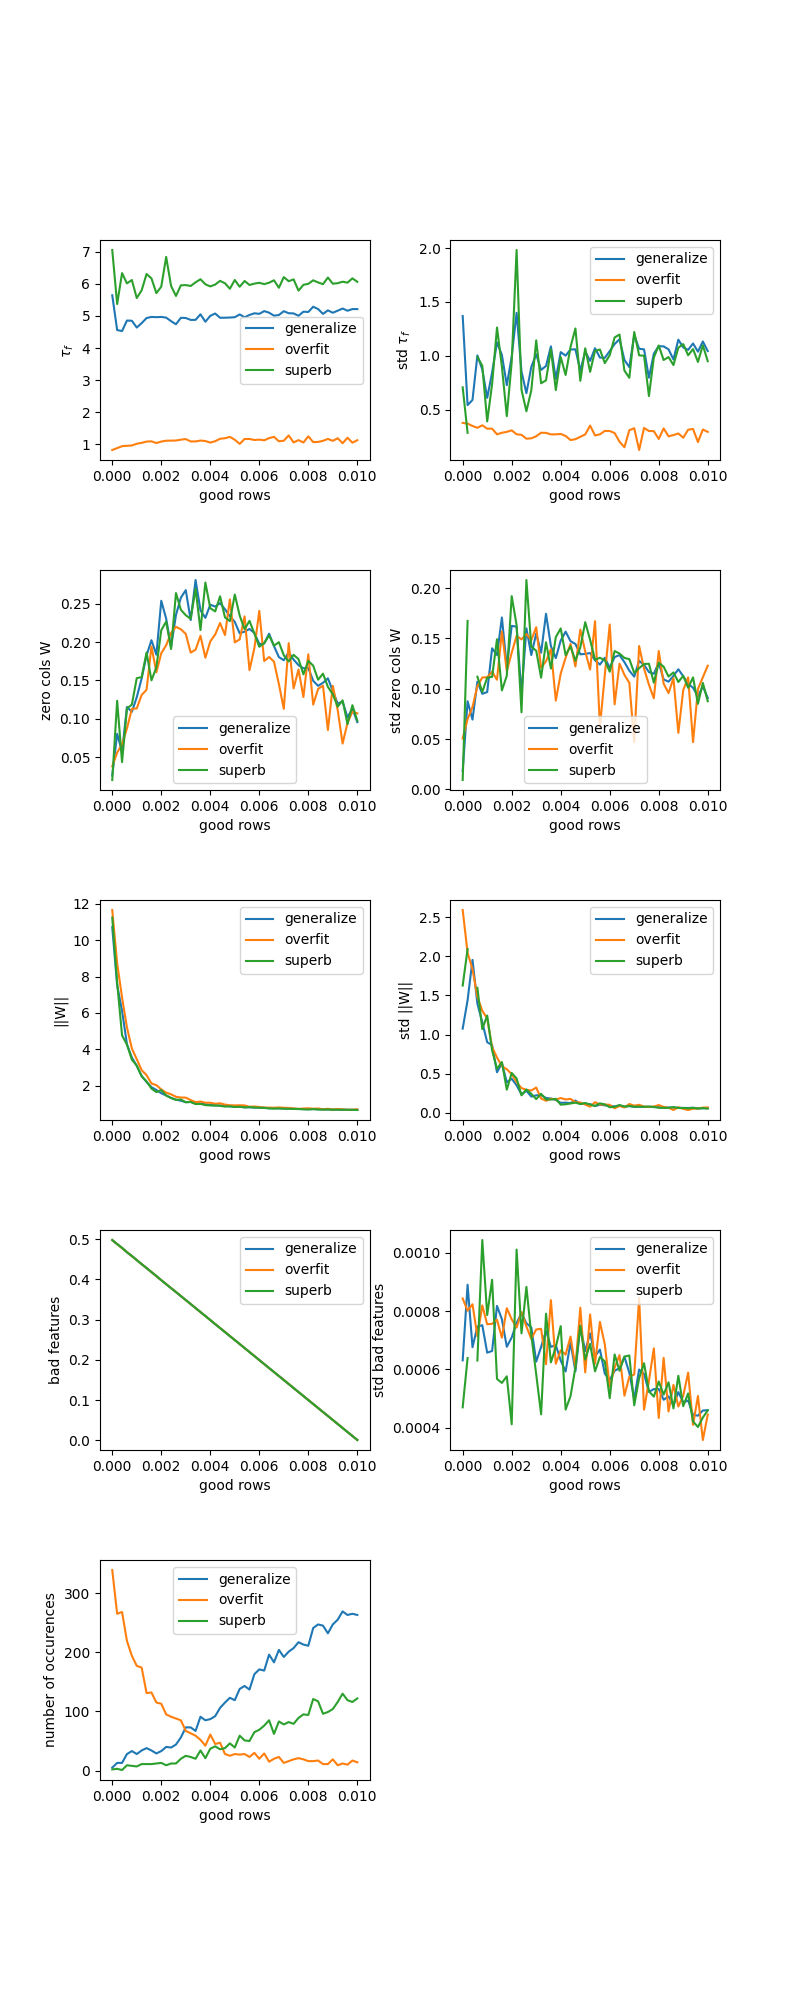 7
6
5
4
3
2
1
τf
0.000 0.002 0.004 0.006 0.008 0.010
good rows
generalize
overfit
superb
2.0
1.5
1.0
0.5
std τf
0.000 0.002 0.004 0.006 0.008 0.010
good rows
generalize
overfit
superb
0.25
0.20
0.15
0.10
0.05
zero cols W
0.000 0.002 0.004 0.006 0.008 0.010
good rows
generalize
overfit
superb
0.20
0.15
0.10
0.05
0.00
std zero cols W
0.000 0.002 0.004 0.006 0.008 0.010
good rows
generalize
overfit
superb
12
10
8
6
4
2
||W||
0.000 0.002 0.004 0.006 0.008 0.010
good rows
generalize
overfit
superb
2.5
2.0
1.5
1.0
0.5
0.0
std ||W||
0.000 0.002 0.004 0.006 0.008 0.010
good rows
generalize
overfit
superb
0.5
0.4
0.3
0.2
0.1
0.0
bad features
0.000 0.002 0.004 0.006 0.008 0.010
good rows
generalize
overfit
superb
0.0010
0.0008
0.0006
0.0004
std bad features
0.000 0.002 0.004 0.006 0.008 0.010
good rows
generalize
overfit
superb
300
200
100
0
number of occurences
0.000 0.002 0.004 0.006 0.008 0.010
good rows
generalize
overfit
superb